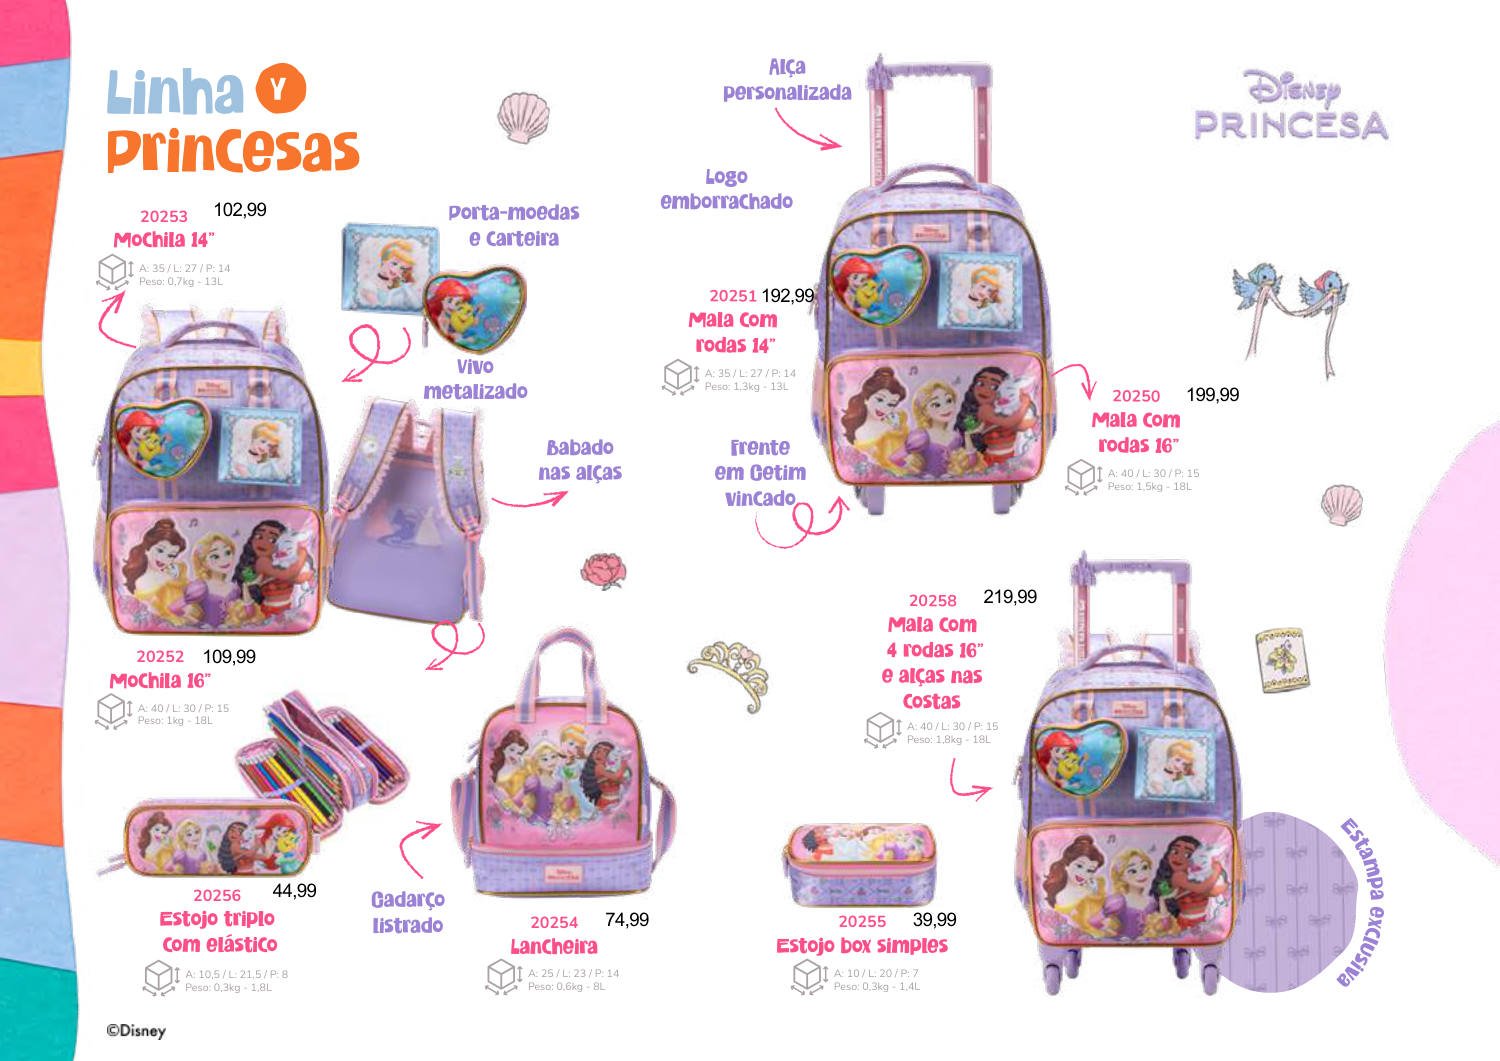 Linha Y
Princesas
20253 102,99
Mochila 14”
A: 35 / L: 27 / P: 14
Peso: 0,7kg - 13L
Porta-moedas
e Carteira
Vivo
metalizado
Babado
nas alças
20252 109,99
Mochila 16”
A: 40 / L: 30 / P: 15
Peso: 1kg - 18L
20256 44,99
Estojo triplo
com elástico
A: 10,5 / L: 21,5 / P: 8
Peso: 0,3kg - 1,8L
Cadarço
listrado
20254 74,99
Lancheira
A: 25 / L: 23 / P: 14
Peso: 0,6kg - 8L
Alça
personalizada
Logo
emborrachado
20251 192,99
Mala com
rodas 14”
A: 35 / L: 27 / P: 14
Peso: 1,3kg - 13L
Frente
em Cetim
vincado
Disney
PRINCESA
20250 199,99
Mala com
rodas 16”
A: 40 / L: 30 / P: 15
Peso: 1,5kg - 18L
20258 219,99
Mala com
4 rodas 16”
e alças nas
costas
A: 40 / L: 30 / P: 15
Peso: 1,8kg - 18L
20255 39,99
Estojo box simples
A: 10 / L: 20 / P: 7
Peso: 0,3kg - 1,4L
Estampa exclusiva
©Disney